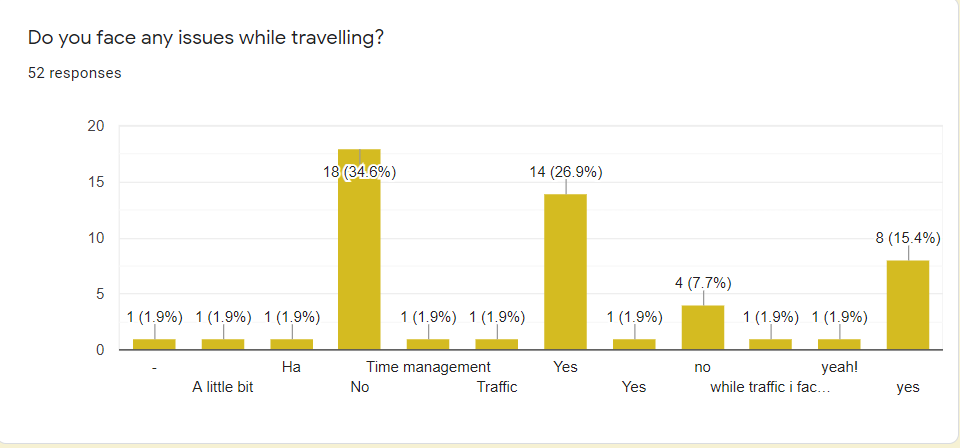 Do you face any issues while travelling?
52 responses
20
15
10
5
0
1 (1.9%) 1 (1.9%) 1 (1.9%) 18 (34.6%) 1 (1.9%) 1 (1.9%) 14 (26.9%) 1 (1.9%) 4 (7.7%) 1 (1.9%) 1 (1.9%) 8 (15.4%)
- Ha Time management Yes no yeah!
A little bit No Traffic Yes while traffic i fac... yes